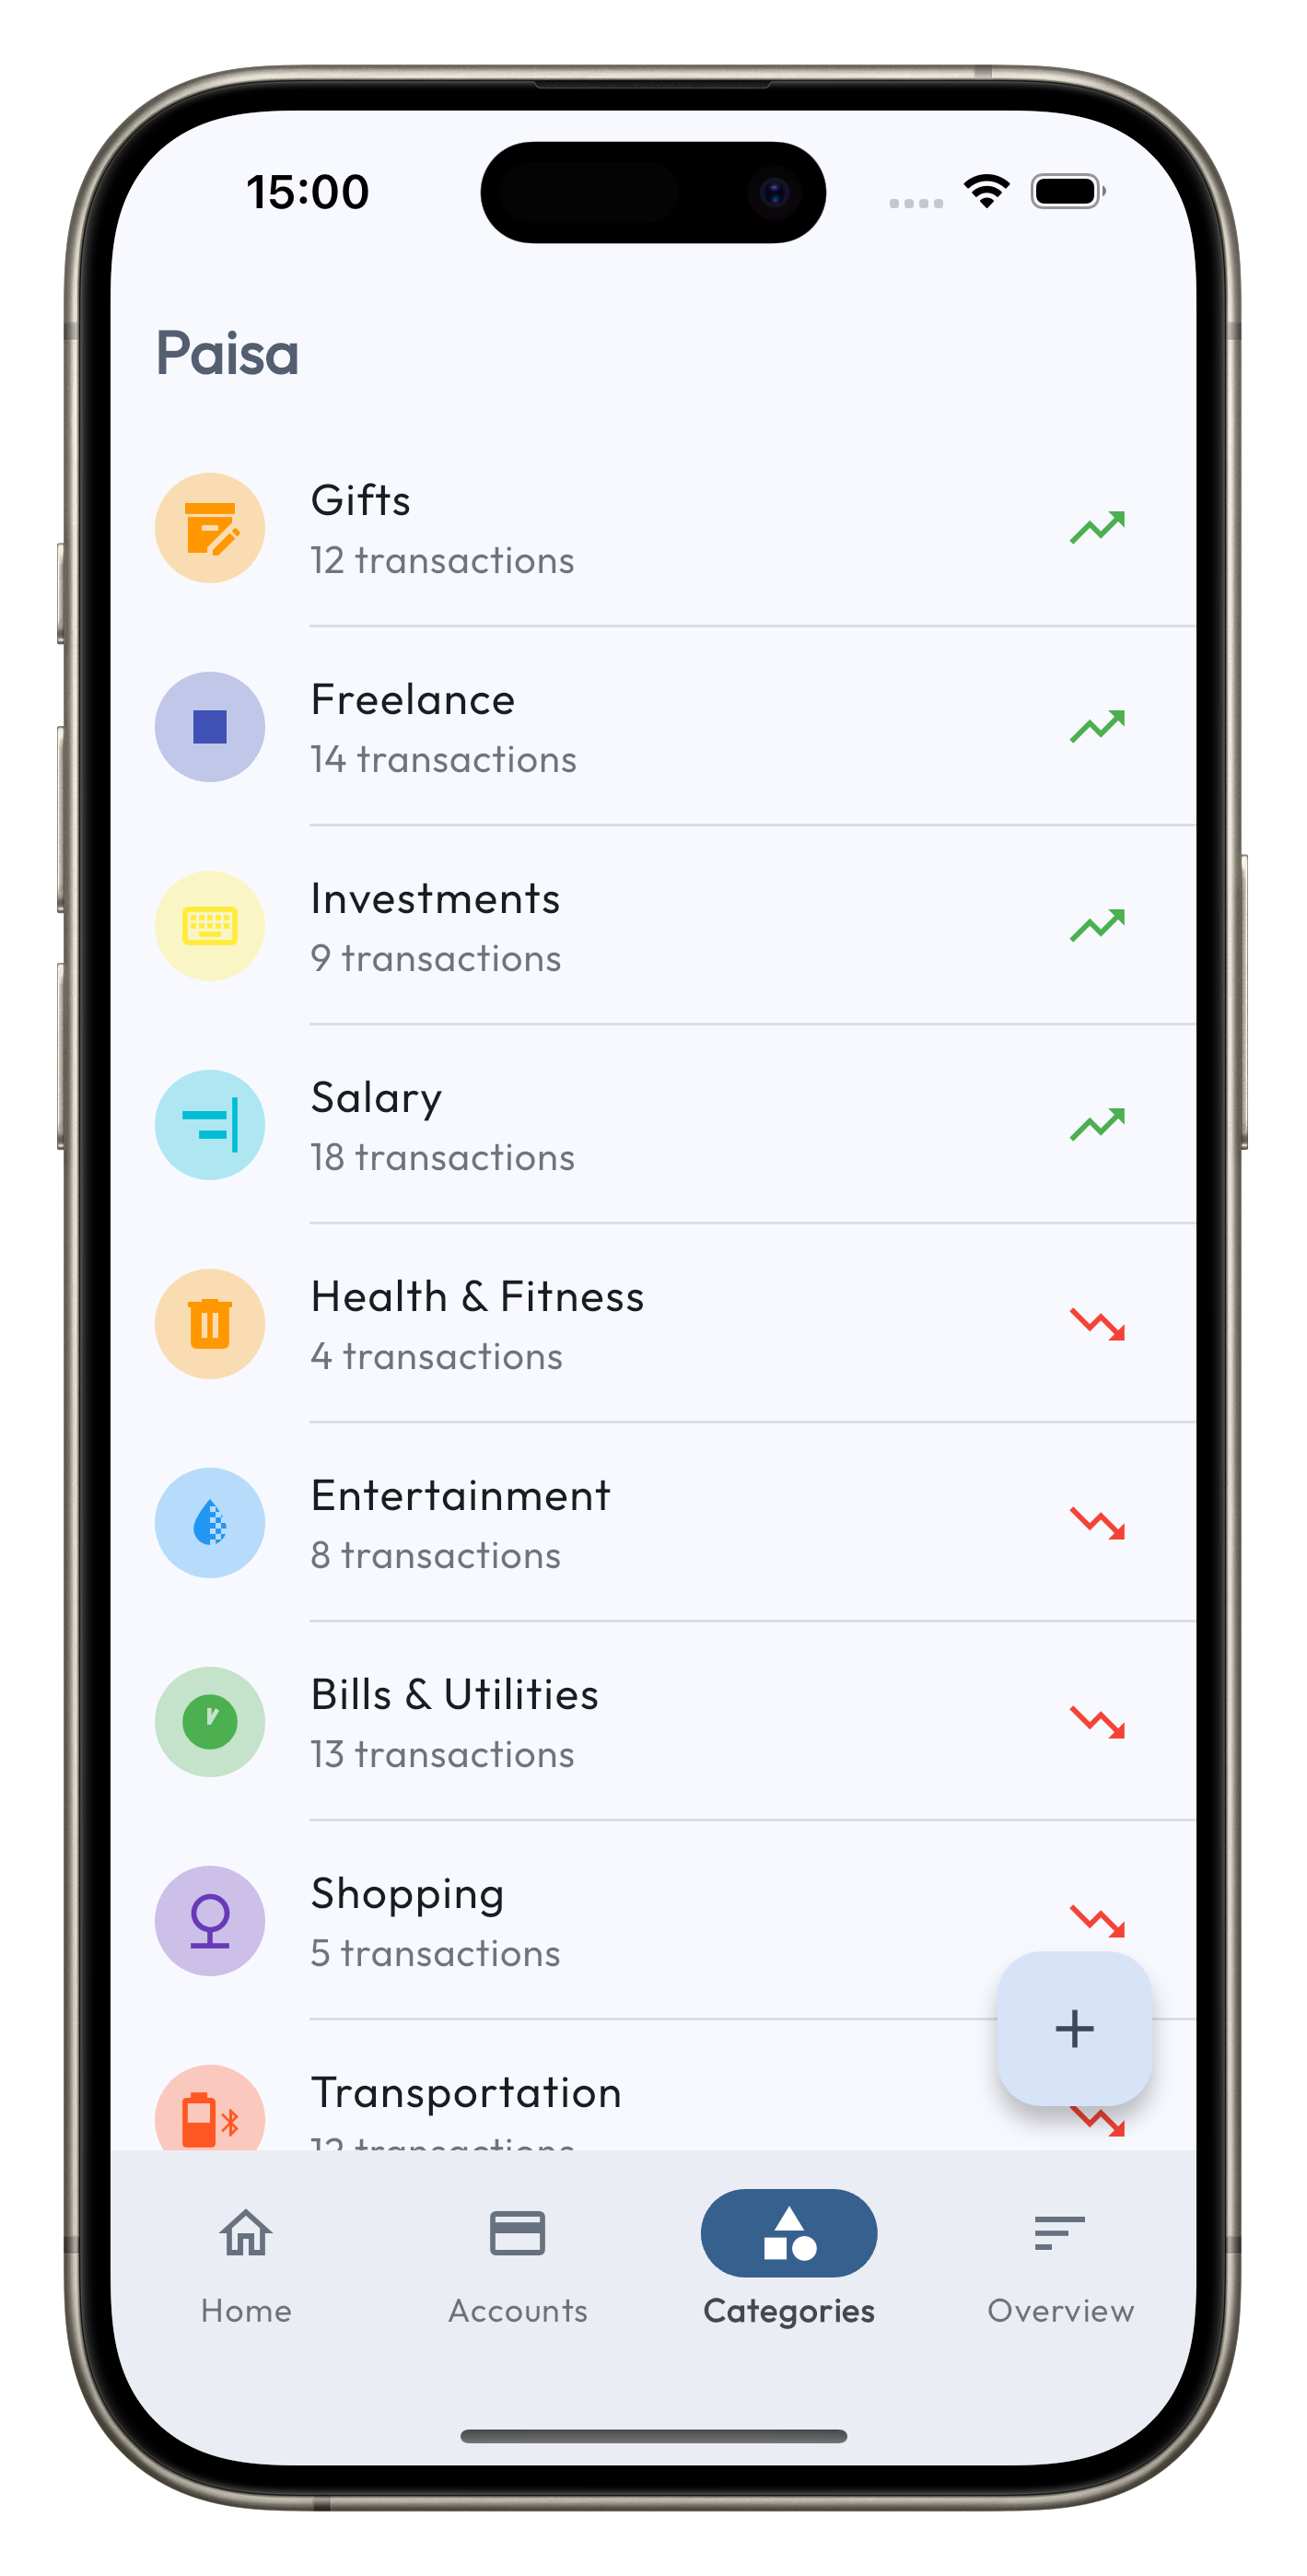 15:00
Paisa
Gifts
12 transactions
Freelance
14 transactions
Investments
9 transactions
Salary
18 transactions
Health & Fitness
4 transactions
Entertainment
8 transactions
Bills & Utilities
13 transactions
Shopping
5 transactions
Transportation
transactions
Home
Accounts
Categories
Overview